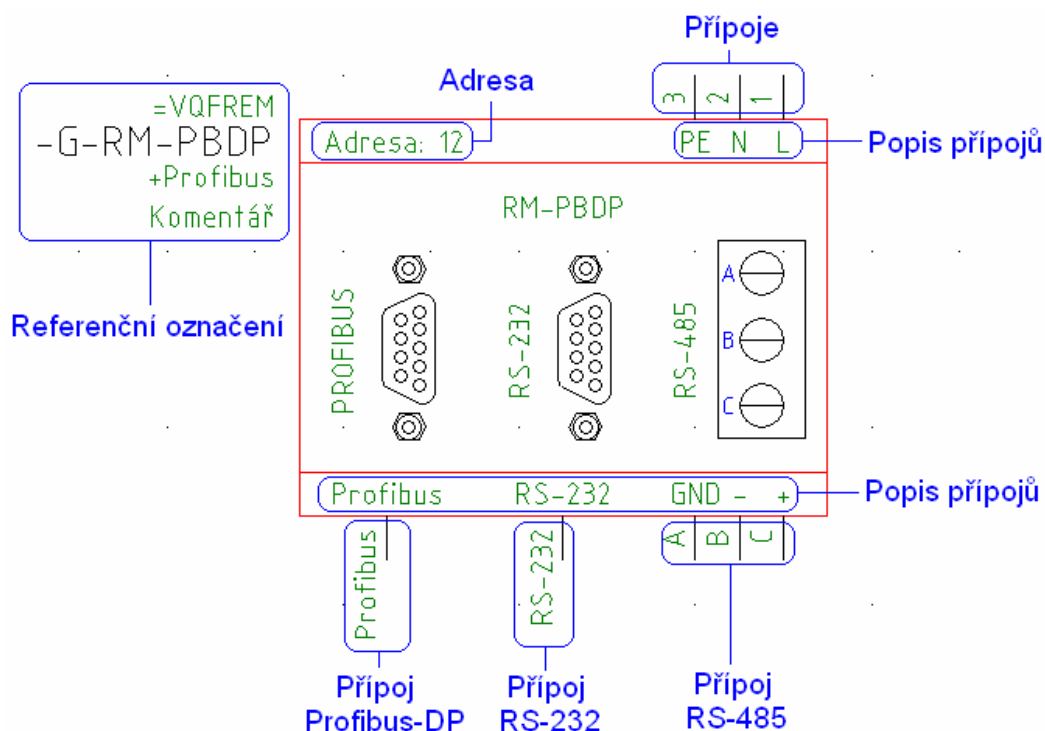 Přípoje
Adresa
3 2 1
=VQFREM
-G-RM-PBDP
+Profibus
Komentář
Adresa: 12
PE N L
Popis přípojů
RM-PBDP
Referenční označení
PROFIBUS
RS-232
RS-485
A
B
C
Profibus RS-232 GND - +
Popis přípojů
Profibus
RS-232
A B C
Přípoj
Profibus-DP
Přípoj
RS-232
Přípoj
RS-485